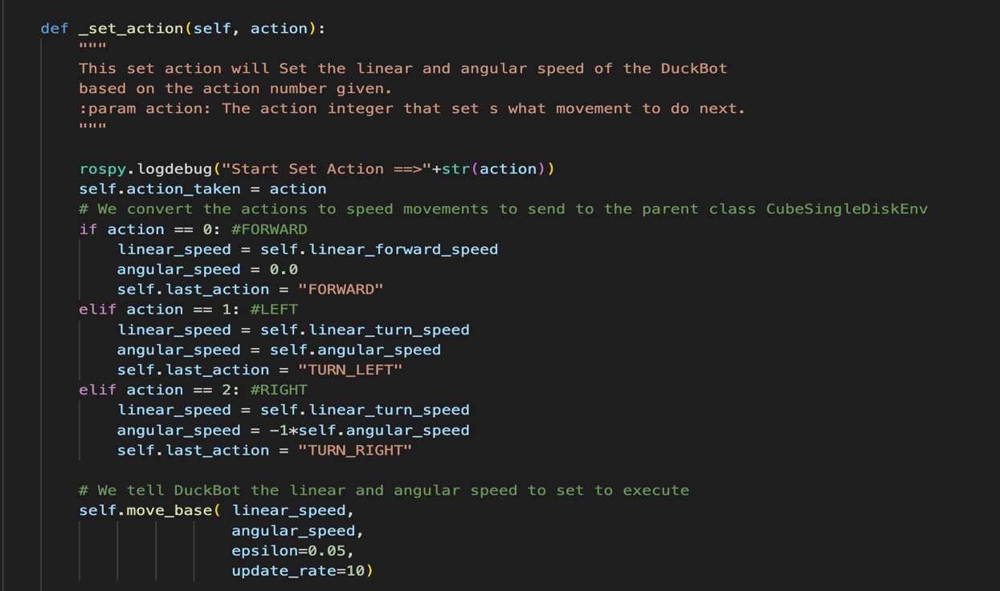 def _set_action(self, action):
"""
This set action will Set the linear and angular speed of the DuckBot
based on the action number given.
:param action: The action integer that set s what movement to do next.
"""
rospy.logdebug("Start Set Action ==>"+str(action))
self.action_taken = action
# We convert the actions to speed movements to send to the parent class CubeSingleDiskEnv
if action == 0: #FORWARD
linear_speed = self.linear_forward_speed
angular_speed = 0.0
self.last_action = "FORWARD"
elif action == 1: #LEFT
linear_speed = self.linear_turn_speed
angular_speed = self.angular_speed
self.last_action = "TURN_LEFT"
elif action == 2: #RIGHT
linear_speed = self.linear_turn_speed
angular_speed = -1*self.angular_speed
self.last_action = "TURN_RIGHT"
# We tell DuckBot the linear and angular speed to set to execute
self.move_base( linear_speed,
angular_speed,
epsilon=0.05,
update_rate=10)